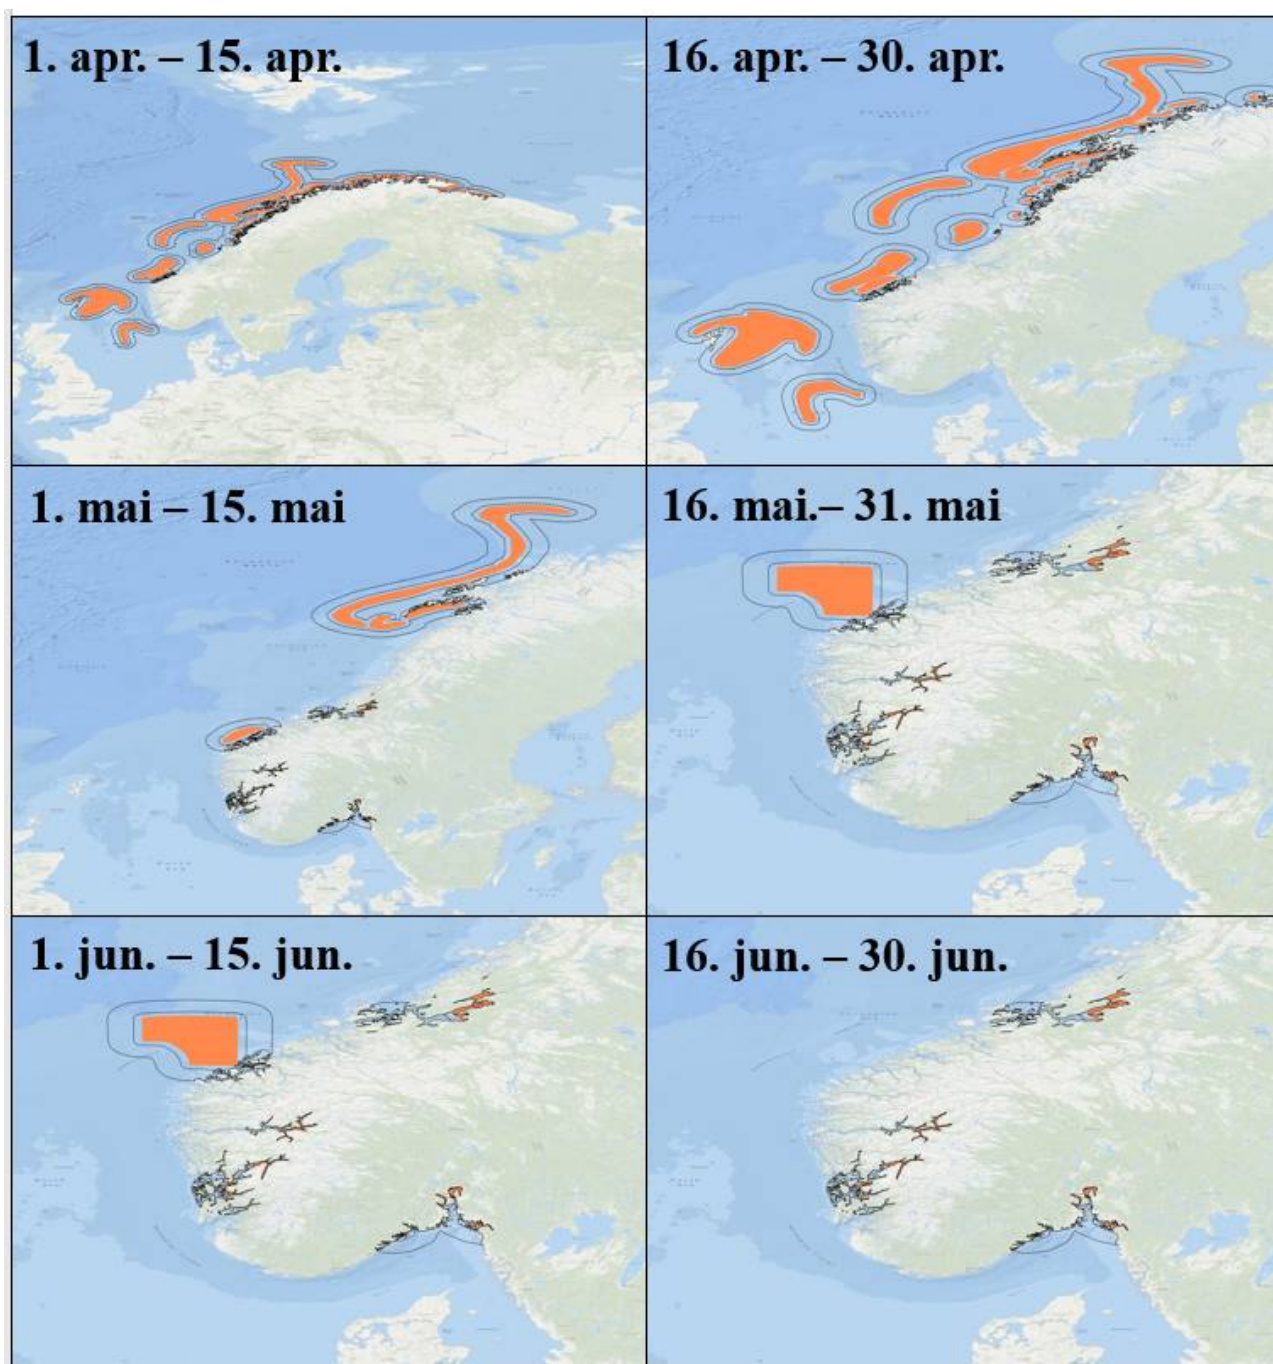 1. apr. – 15. apr.
16. apr. – 30. apr.
1. mai – 15. mai
16. mai.– 31. mai
1. jun. – 15. jun.
16. jun. – 30. jun.